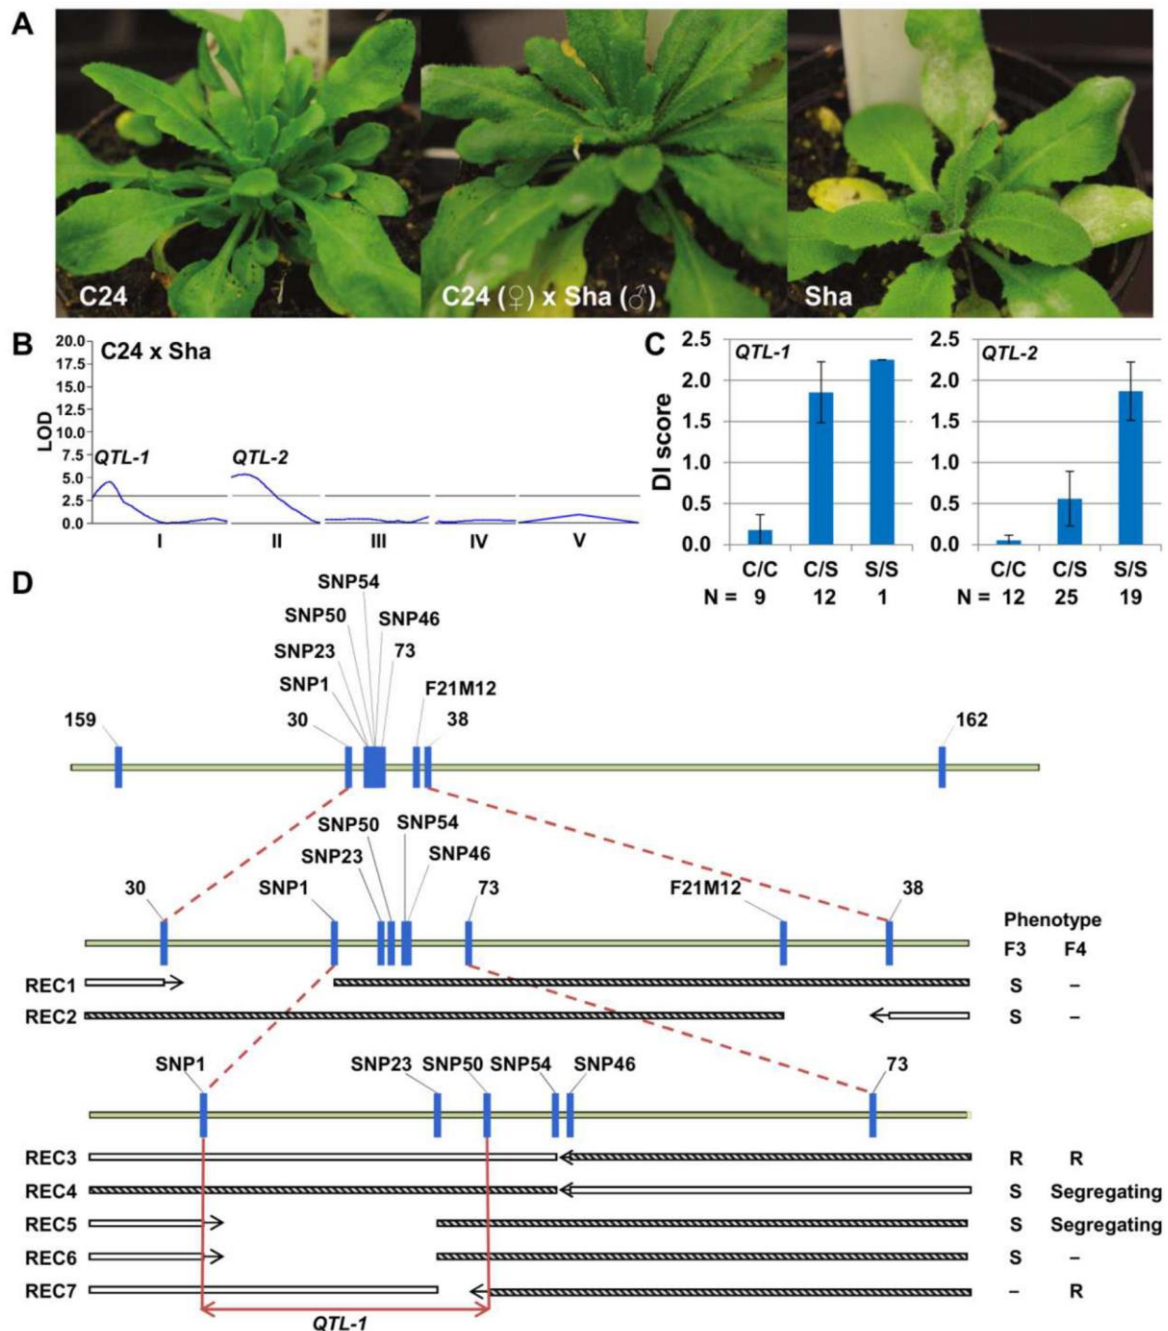 A
C24
C24 (♀) x Sha (♂)
Sha
B
C24 x Sha
LOD
20.0
17.5
15.0
12.5
10.0
7.5
5.0
2.5
0.0
QTL-1
QTL-2
I II III IV V
C
DI score
2.5
2.0
1.5
1.0
0.5
0.0
QTL-1
C/C C/S S/S
N = 9 12 1
2.5
2.0
1.5
1.0
0.5
0.0
QTL-2
C/C C/S S/S
N = 12 25 19
D
SNP54
SNP50 SNP46
SNP23 73
SNP1 F21M12
159 30 38 162
SNP50 SNP54
SNP23 SNP46
30 SNP1 73 F21M12 38
Phenotype
F3 F4
REC1 S –
REC2 S –
SNP1 SNP23 SNP50 SNP54 SNP46 73
REC3 R R
REC4 S Segregating
REC5 S Segregating
REC6 S –
REC7 – R
QTL-1